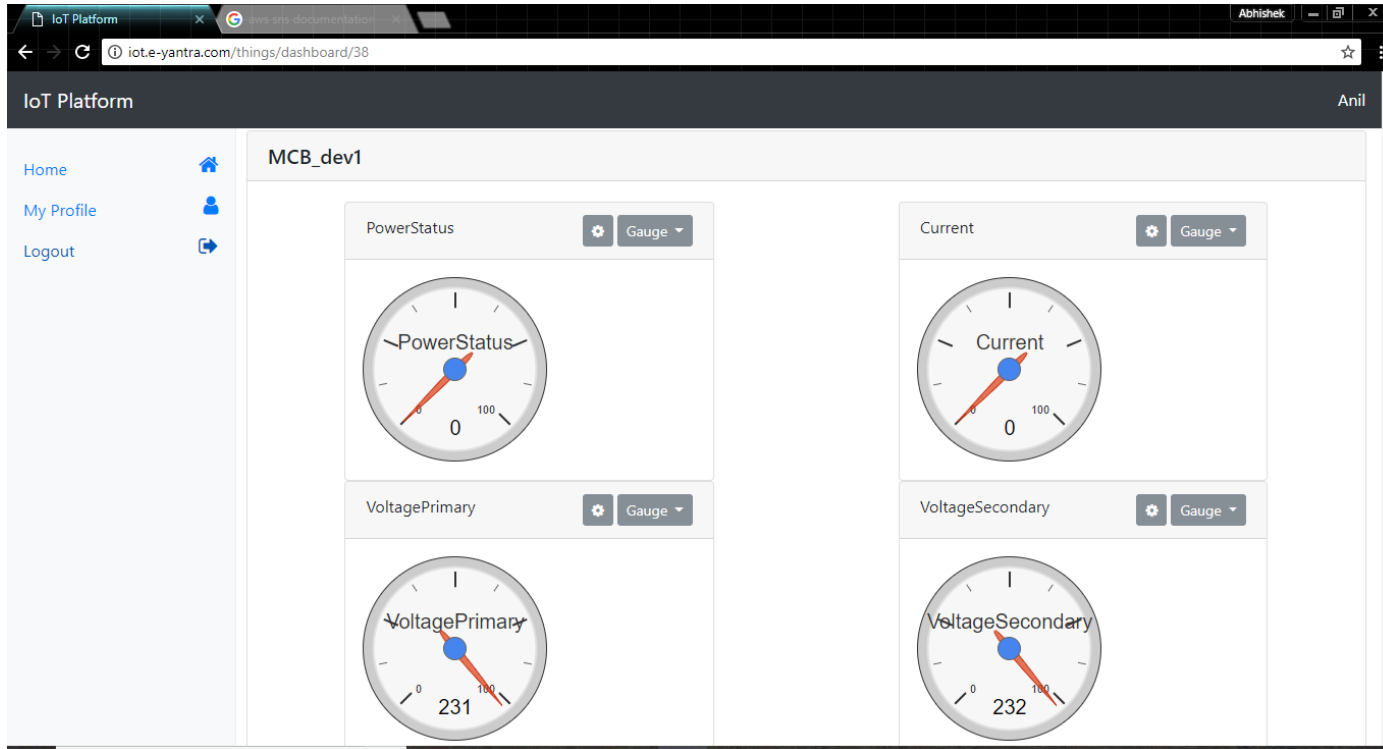 IoT Platform
aws sns documentation
Abhishek
iot.e-yantra.com/things/dashboard/38
IoT Platform
Anil
Home
My Profile
Logout
MCB_dev1
PowerStatus
Gauge
PowerStatus
0
100
0
Current
Gauge
Current
0
100
0
VoltagePrimary
Gauge
VoltagePrimary
0
100
231
VoltageSecondary
Gauge
VoltageSecondary
0
100
232